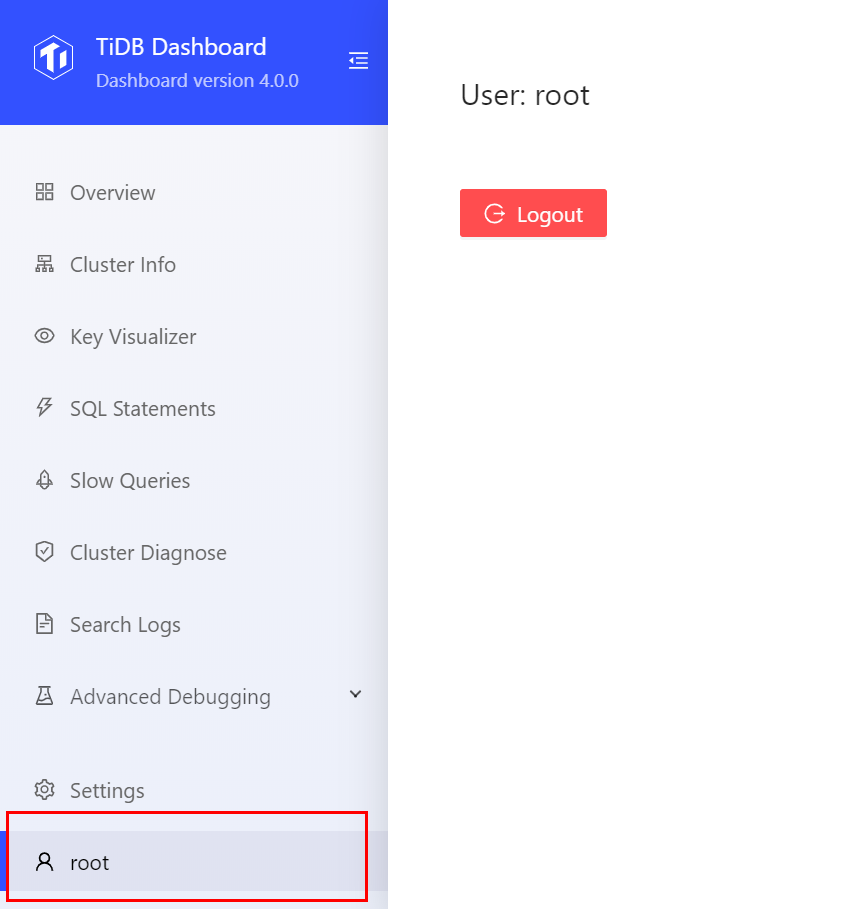 TiDB Dashboard
Dashboard version 4.0.0
Overview
Cluster Info
Key Visualizer
SQL Statements
Slow Queries
Cluster Diagnose
Search Logs
Advanced Debugging
Settings
root
User: root
Logout